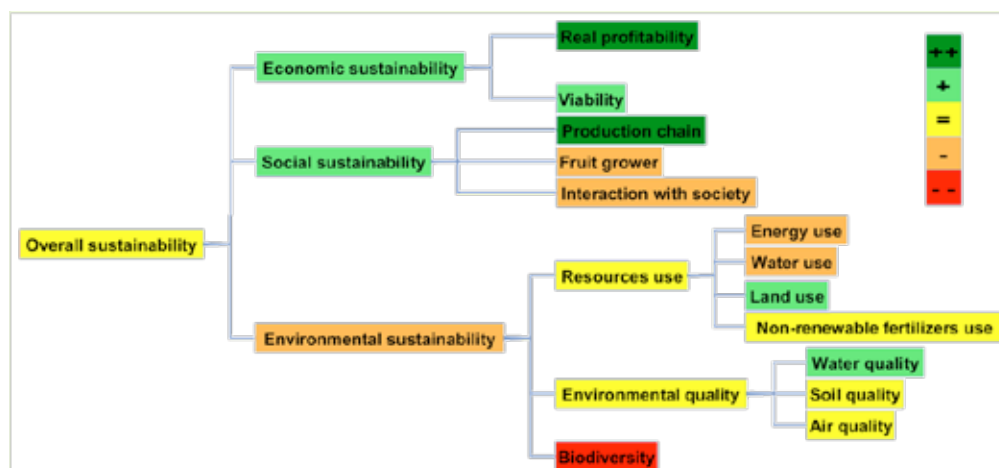 Real profitability
++
Economic sustainability
+
Viability
=
Production chain
Social sustainability
Fruit grower
-
Interaction with society
--
Energy use
Overall sustainability
Water use
Resources use
Land use
Non-renewable fertilizers use
Environmental sustainability
Water quality
Environmental quality
Soil quality
Air quality
Biodiversity